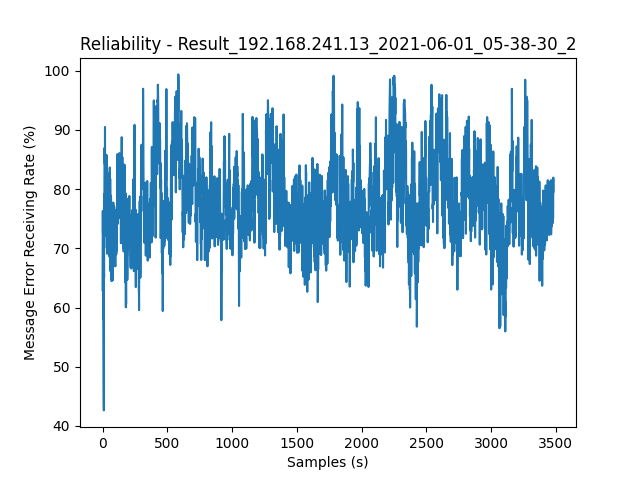 Reliability - Result_192.168.241.13_2021-06-01_05-38-30_2
Message Error Receiving Rate (%)
100
90
80
70
60
50
40
0 500 1000 1500 2000 2500 3000 3500
Samples (s)